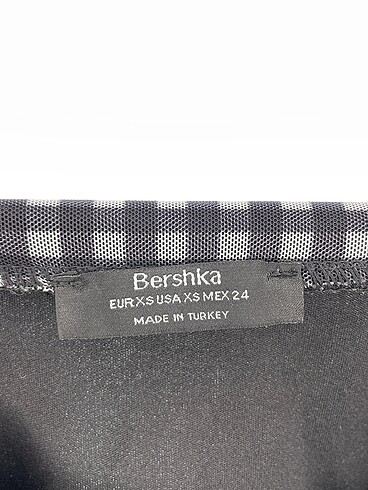 Bershka
EUR XS USA XS MEX 24
MADE IN TURKEY